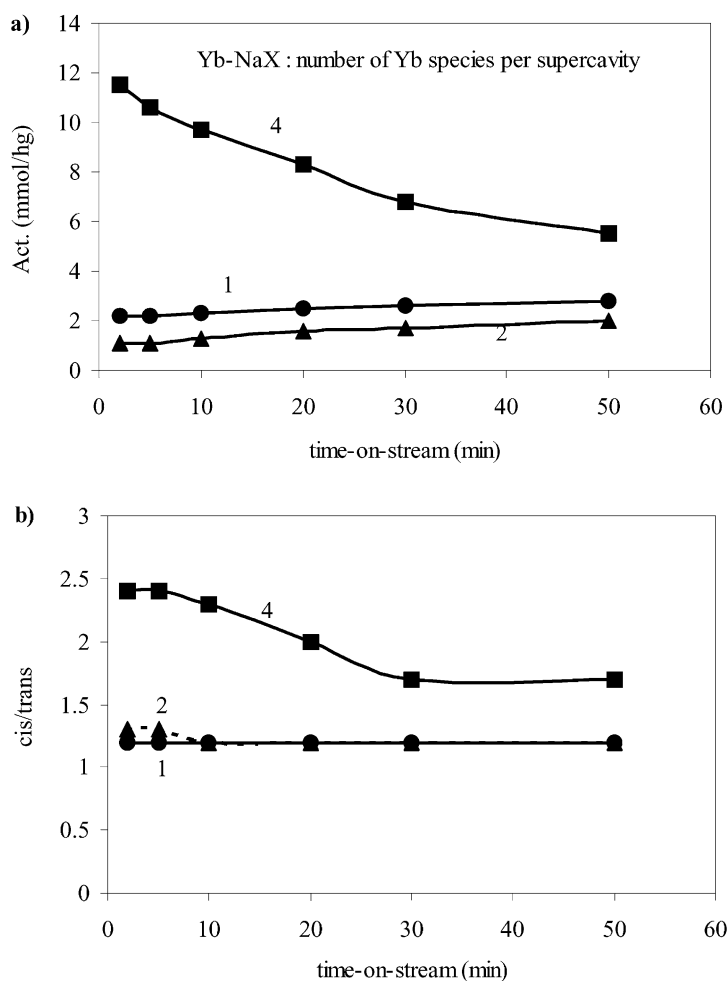 a)
14
12
10
8
6
4
2
0
Act. (mmol/hg)
Yb-NaX : number of Yb species per supercavity
4
1
2
0 10 20 30 40 50 60
time-on-stream (min)
b)
3
2.5
2
1.5
1
0.5
0
cis/trans
4
2
1
0 10 20 30 40 50 60
time-on-stream (min)